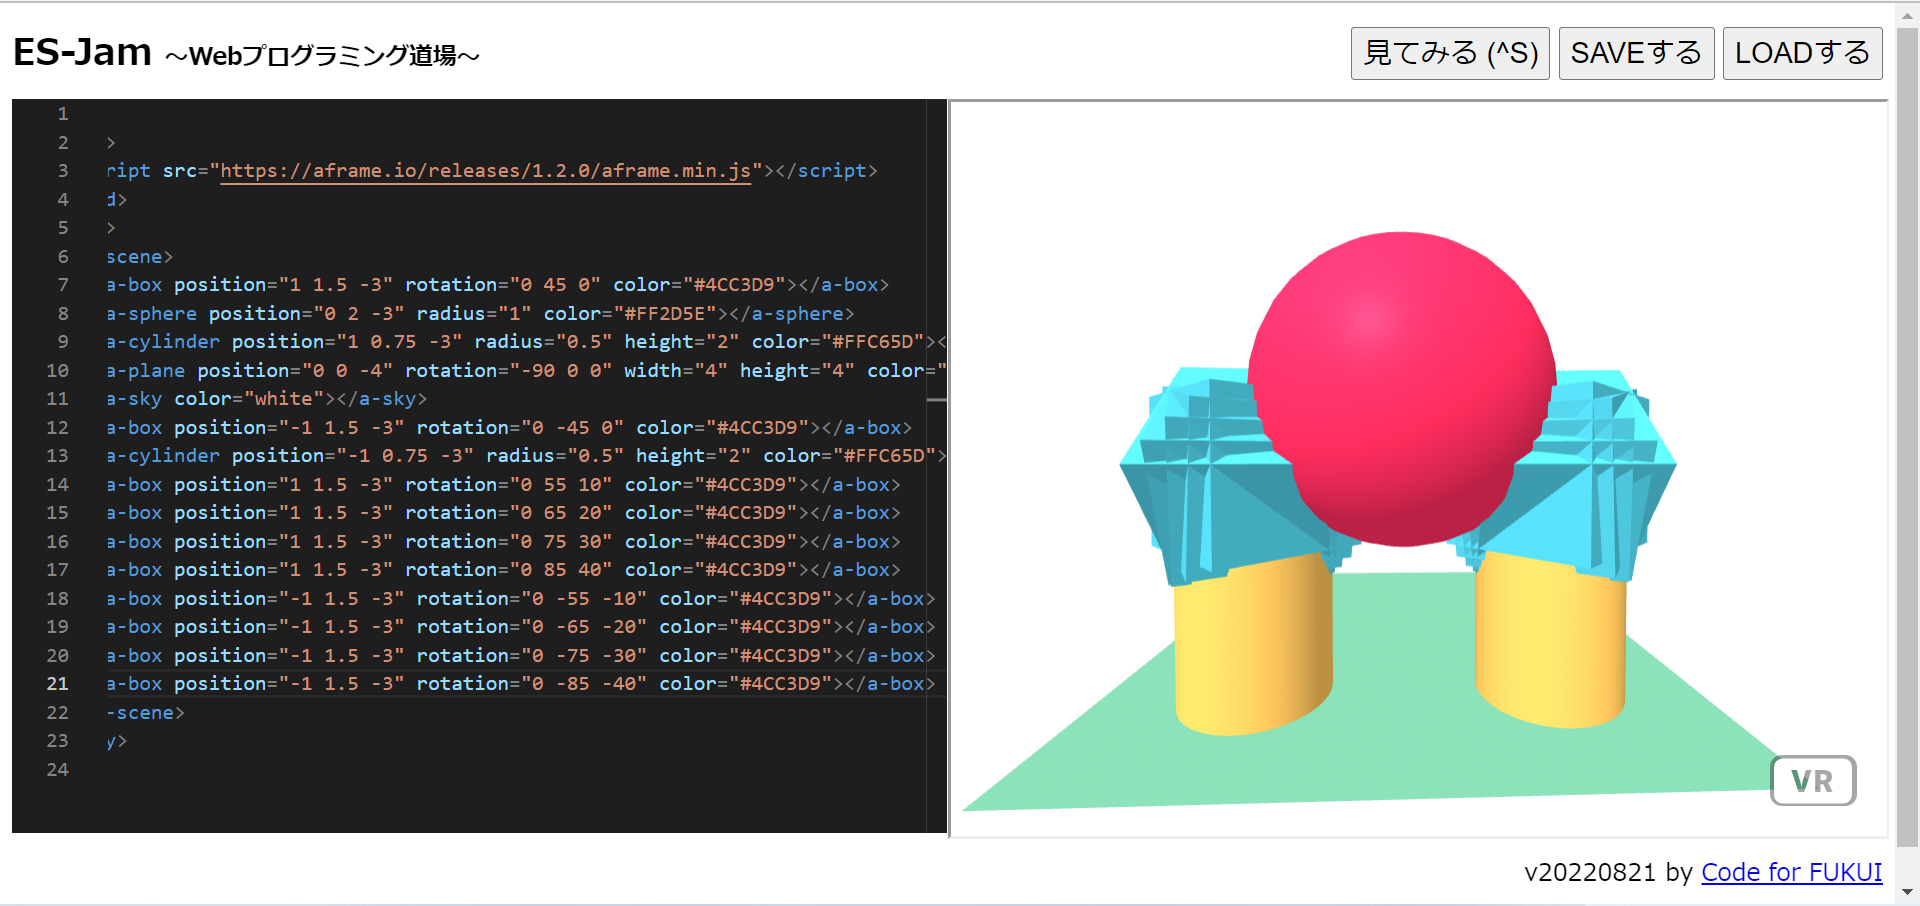 ES-Jam ～Webプログラミング道場～
見てみる (^S) SAVEする LOADする
1
2 >
3 ript src="https://aframe.io/releases/1.2.0/aframe.min.js"></script>
4 d>
5 >
6 scene>
7 a-box position="1 1.5 -3" rotation="0 45 0" color="#4CC3D9"></a-box>
8 a-sphere position="0 2 -3" radius="1" color="#FF2D5E"></a-sphere>
9 a-cylinder position="1 0.75 -3" radius="0.5" height="2" color="#FFC65D"><
10 a-plane position="0 0 -4" rotation="-90 0 0" width="4" height="4" color="
11 a-sky color="white"></a-sky>
12 a-box position="-1 1.5 -3" rotation="0 -45 0" color="#4CC3D9"></a-box>
13 a-cylinder position="-1 0.75 -3" radius="0.5" height="2" color="#FFC65D">
14 a-box position="1 1.5 -3" rotation="0 55 10" color="#4CC3D9"></a-box>
15 a-box position="1 1.5 -3" rotation="0 65 20" color="#4CC3D9"></a-box>
16 a-box position="1 1.5 -3" rotation="0 75 30" color="#4CC3D9"></a-box>
17 a-box position="1 1.5 -3" rotation="0 85 40" color="#4CC3D9"></a-box>
18 a-box position="-1 1.5 -3" rotation="0 -55 -10" color="#4CC3D9"></a-box>
19 a-box position="-1 1.5 -3" rotation="0 -65 -20" color="#4CC3D9"></a-box>
20 a-box position="-1 1.5 -3" rotation="0 -75 -30" color="#4CC3D9"></a-box>
21 a-box position="-1 1.5 -3" rotation="0 -85 -40" color="#4CC3D9"></a-box>
22 -scene>
23 y>
24
VR
v20220821 by Code for FUKUI